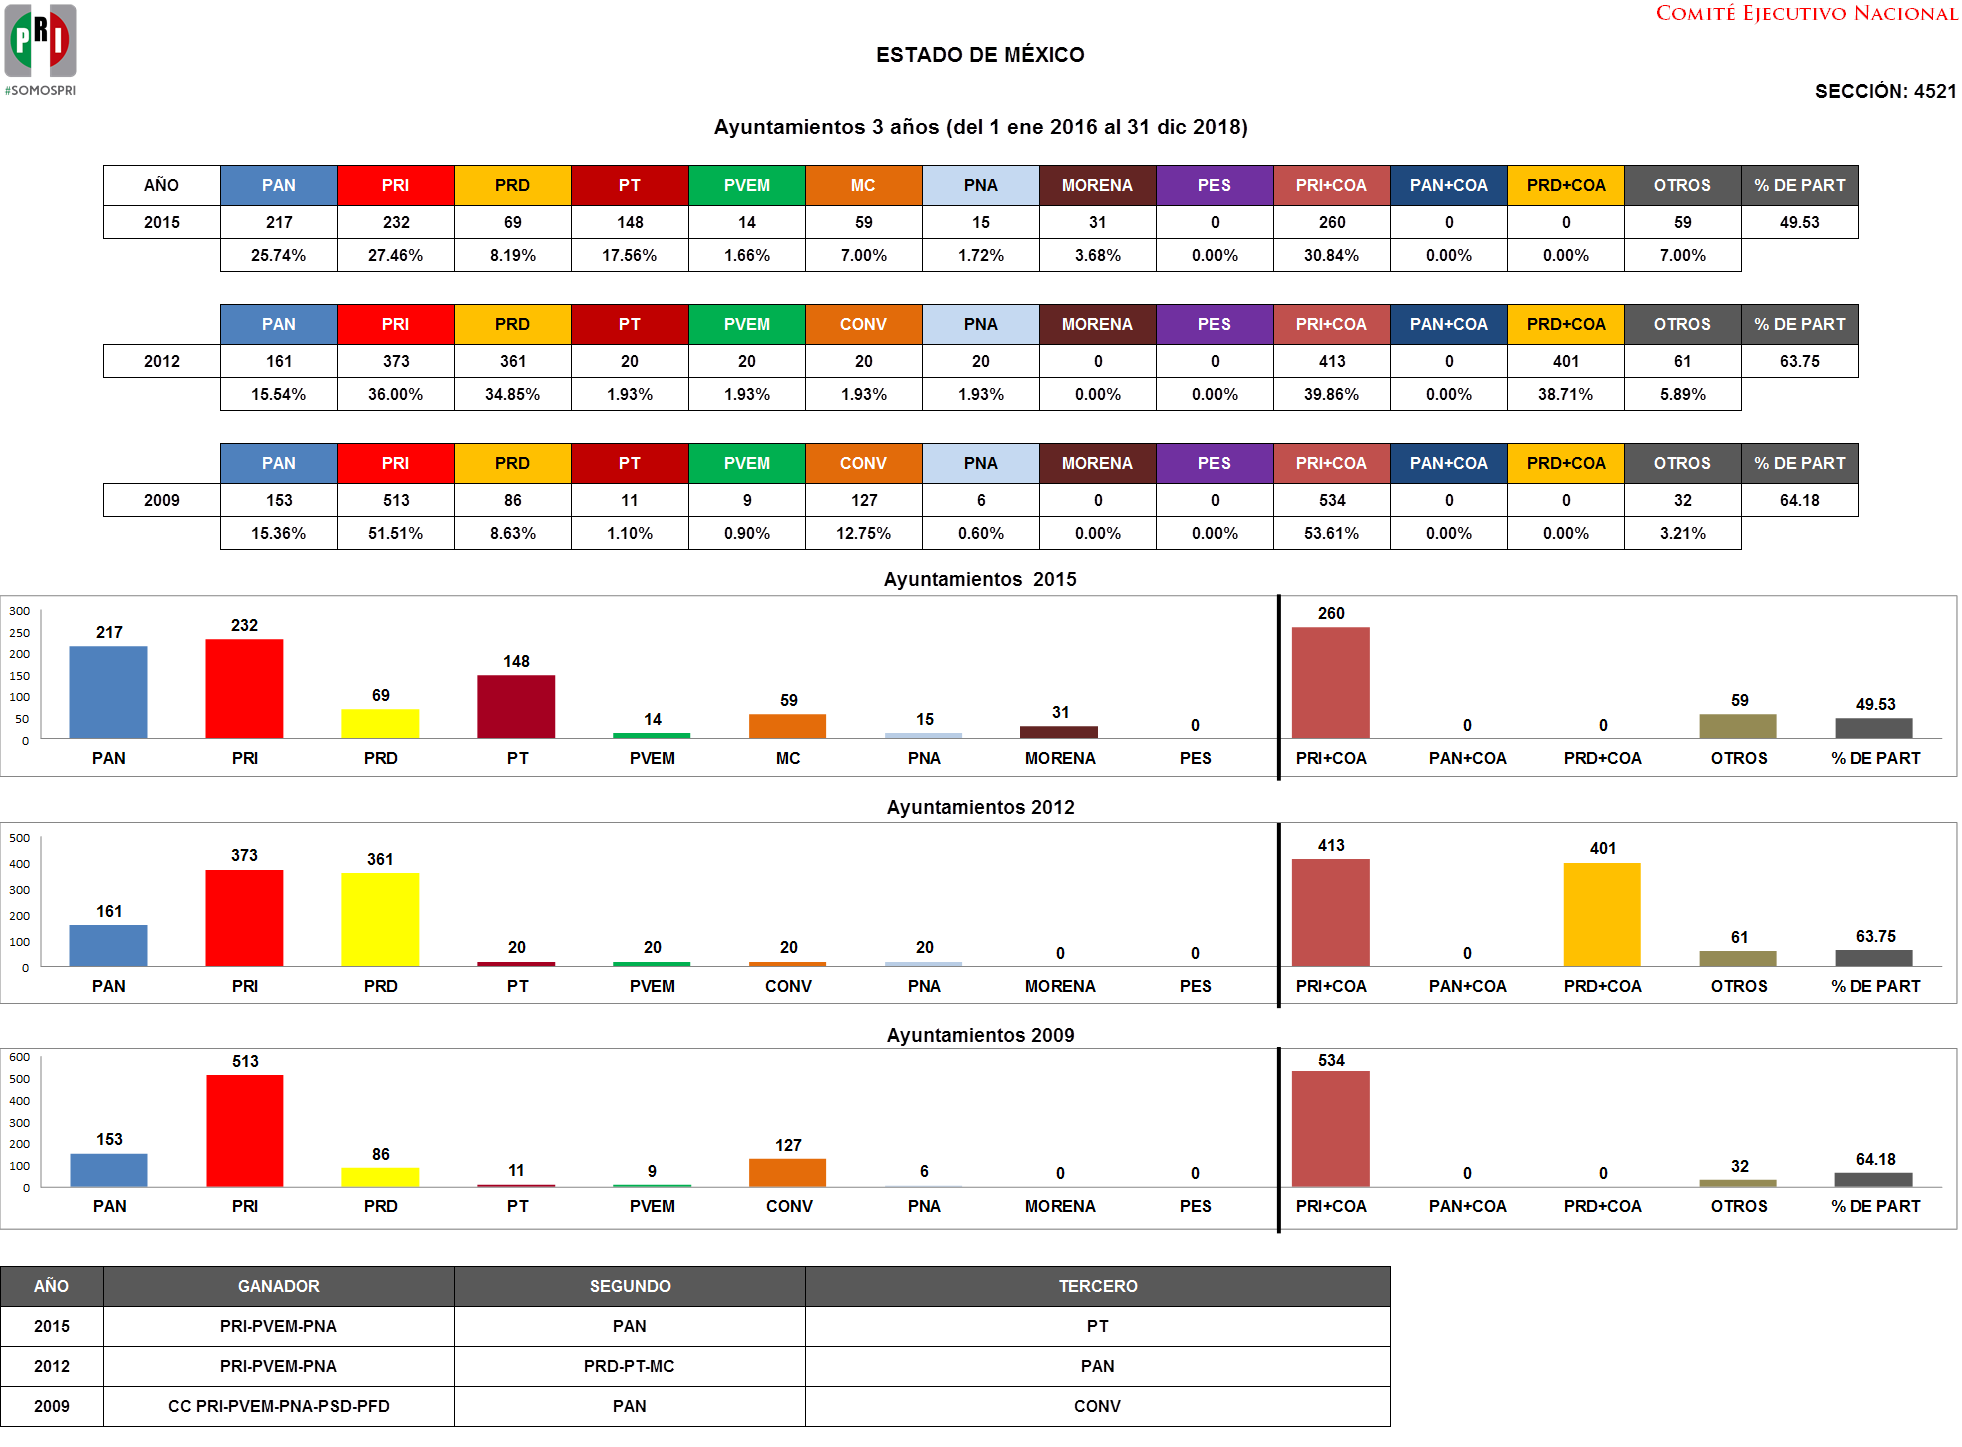 PRI
#SOMOSPRI
COMITÉ EJECUTIVO NACIONAL
ESTADO DE MÉXICO
SECCIÓN: 4521
Ayuntamientos 3 años (del 1 ene 2016 al 31 dic 2018)
AÑO PAN PRI PRD PT PVEM MC PNA MORENA PES PRI+COA PAN+COA PRD+COA OTROS % DE PART
2015 217 232 69 148 14 59 15 31 0 260 0 0 59 49.53
25.74% 27.46% 8.19% 17.56% 1.66% 7.00% 1.72% 3.68% 0.00% 30.84% 0.00% 0.00% 7.00%
PAN PRI PRD PT PVEM CONV PNA MORENA PES PRI+COA PAN+COA PRD+COA OTROS % DE PART
2012 161 373 361 20 20 20 20 0 0 413 0 401 61 63.75
15.54% 36.00% 34.85% 1.93% 1.93% 1.93% 1.93% 0.00% 0.00% 39.86% 0.00% 38.71% 5.89%
PAN PRI PRD PT PVEM CONV PNA MORENA PES PRI+COA PAN+COA PRD+COA OTROS % DE PART
2009 153 513 86 11 9 127 6 0 0 534 0 0 32 64.18
15.36% 51.51% 8.63% 1.10% 0.90% 12.75% 0.60% 0.00% 0.00% 53.61% 0.00% 0.00% 3.21%
Ayuntamientos 2015
300
250
200
150
100
50
0
217 232 69 148 14 59 15 31 0 260 0 0 59 49.53
PAN PRI PRD PT PVEM MC PNA MORENA PES PRI+COA PAN+COA PRD+COA OTROS % DE PART
Ayuntamientos 2012
500
400
300
200
100
0
161 373 361 20 20 20 20 0 0 413 0 401 61 63.75
PAN PRI PRD PT PVEM CONV PNA MORENA PES PRI+COA PAN+COA PRD+COA OTROS % DE PART
Ayuntamientos 2009
600
500
400
300
200
100
0
153 513 86 11 9 127 6 0 0 534 0 0 32 64.18
PAN PRI PRD PT PVEM CONV PNA MORENA PES PRI+COA PAN+COA PRD+COA OTROS % DE PART
AÑO GANADOR SEGUNDO TERCERO
2015 PRI-PVEM-PNA PAN PT
2012 PRI-PVEM-PNA PRD-PT-MC PAN
2009 CC PRI-PVEM-PNA-PSD-PFD PAN CONV